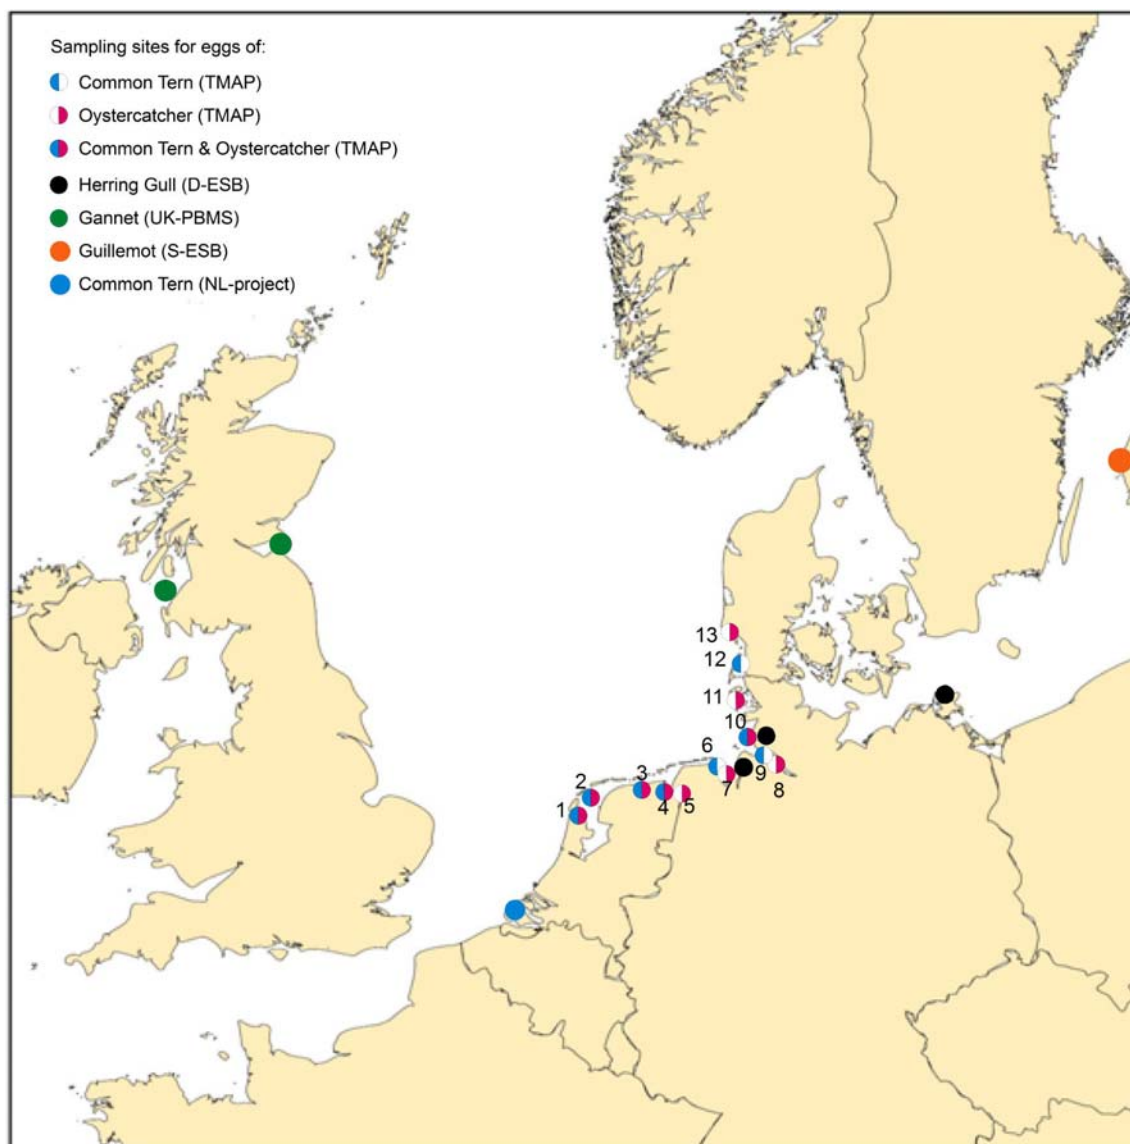 Sampling sites for eggs of:
Common Tern (TMAP)
Oystercatcher (TMAP)
Common Tern & Oystercatcher (TMAP)
Herring Gull (D-ESB)
Gannet (UK-PBMS)
Guillemot (S-ESB)
Common Tern (NL-project)
13
12
11
10
6
9
7
8
3
2
4
5
1